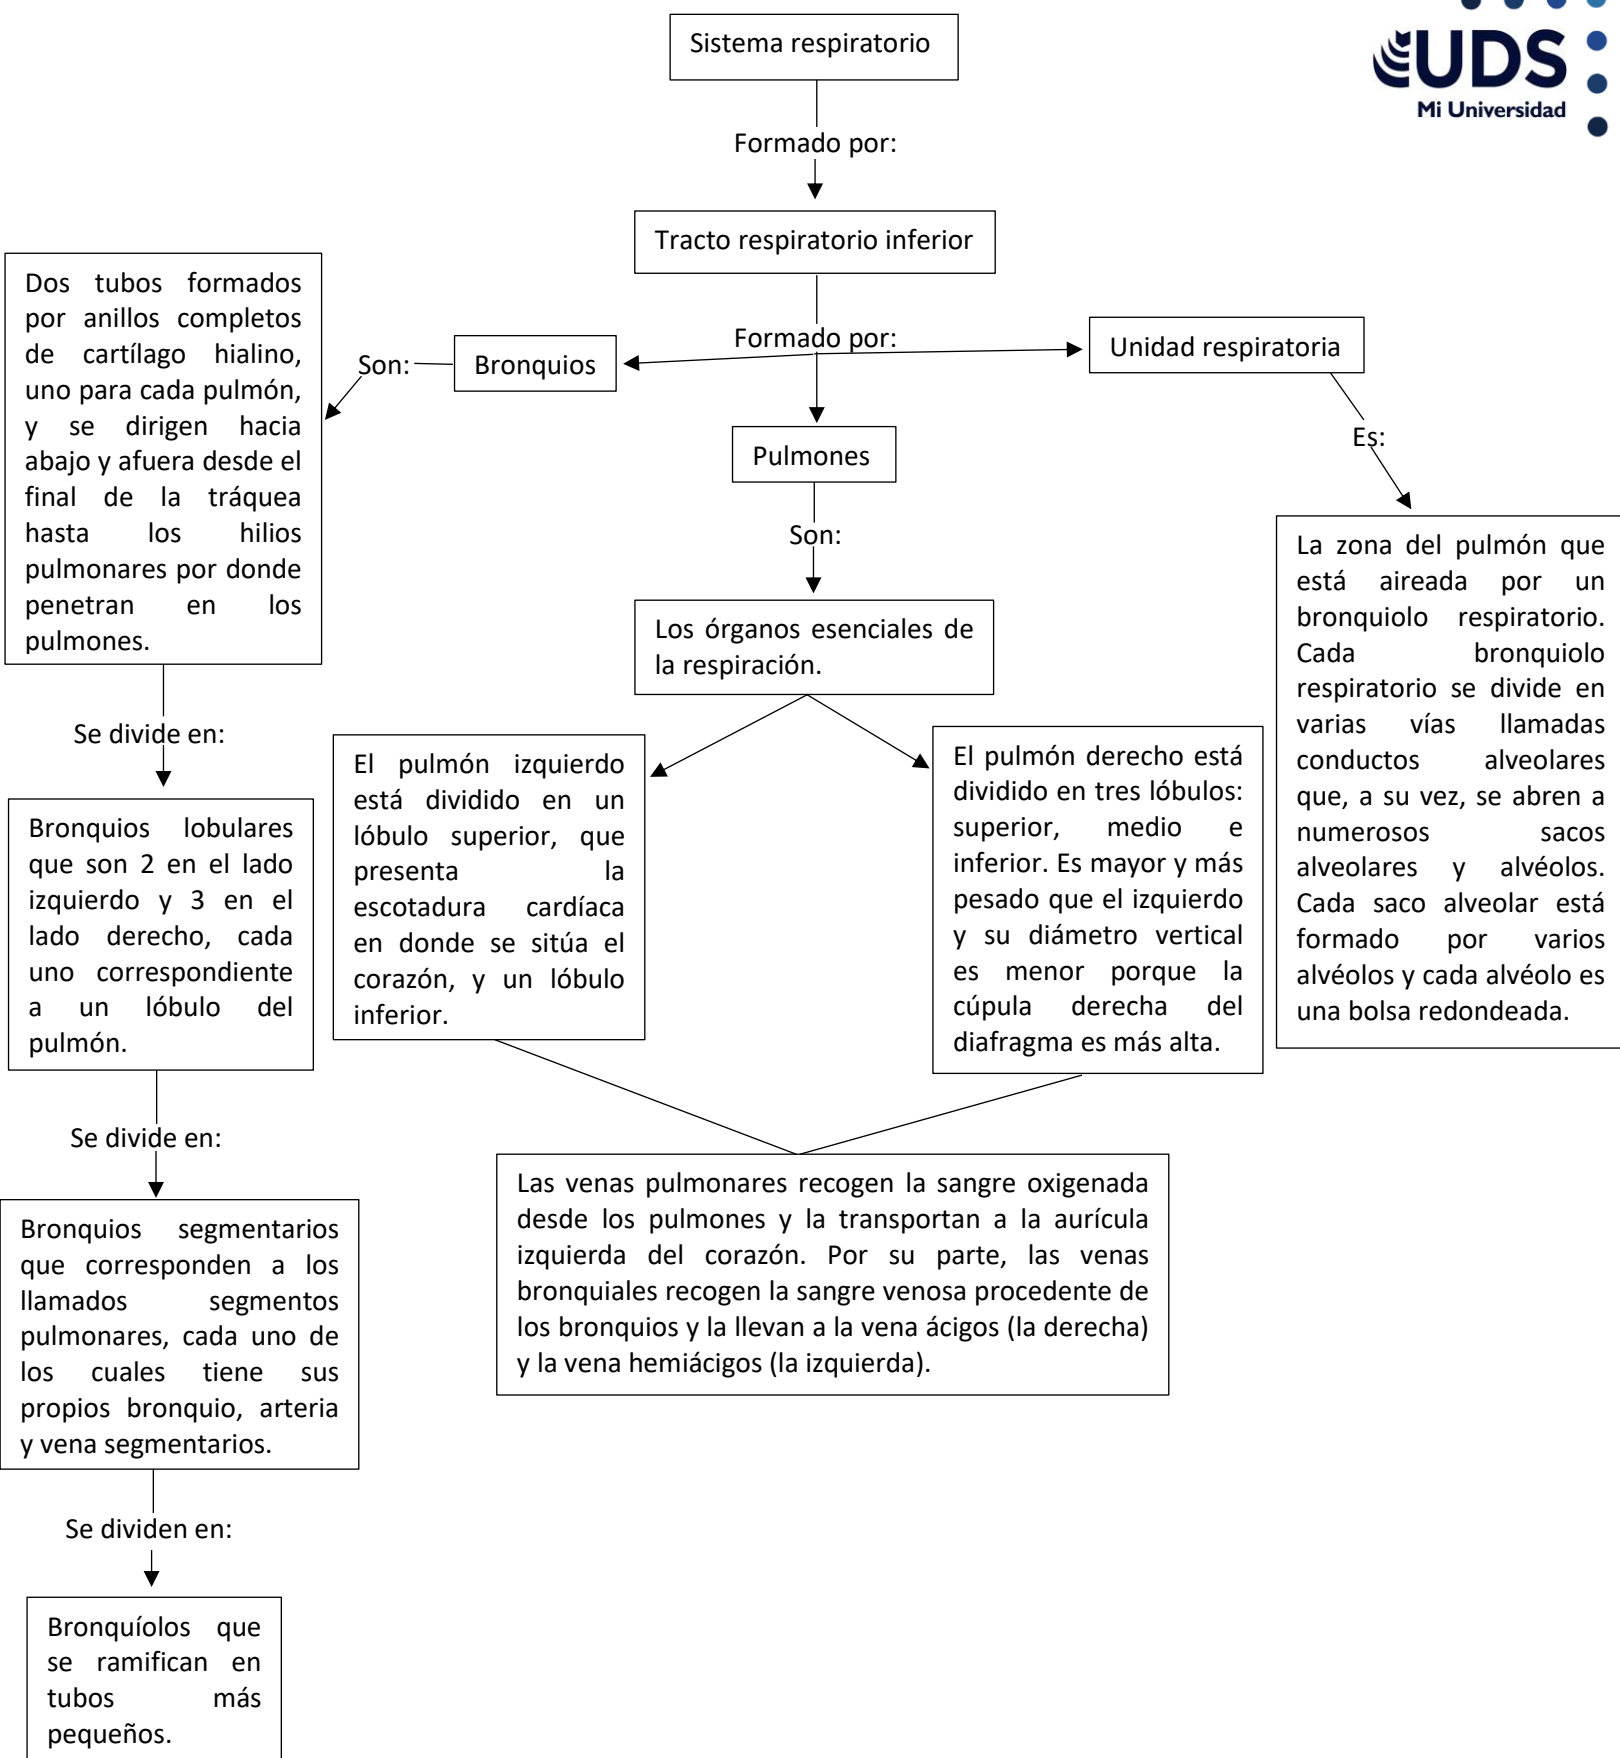 UDS
Mi Universidad
Sistema respiratorio
Formado por:
Tracto respiratorio inferior
Formado por:
Bronquios
Son:
Dos tubos formados
por anillos completos
de cartílago hialino,
uno para cada pulmón,
y se dirigen hacia
abajo y afuera desde el
final de la tráquea
hasta los hilios
pulmonares por donde
penetran en los
pulmones.
Se divide en:
Bronquios lobulares
que son 2 en el lado
izquierdo y 3 en el
lado derecho, cada
uno correspondiente
a un lóbulo del
pulmón.
Se divide en:
Bronquios segmentarios
que corresponden a los
llamados segmentos
pulmonares, cada uno de
los cuales tiene sus
propios bronquio, arteria
y vena segmentarios.
Se dividen en:
Bronquíolos que
se ramifican en
tubos más
pequeños.
Pulmones
Son:
Los órganos esenciales de
la respiración.
El pulmón izquierdo
está dividido en un
lóbulo superior, que
presenta la
escotadura cardíaca
en donde se sitúa el
corazón, y un lóbulo
inferior.
El pulmón derecho está
dividido en tres lóbulos:
superior, medio e
inferior. Es mayor y más
pesado que el izquierdo
y su diámetro vertical
es menor porque la
cúpula derecha del
diafragma es más alta.
Las venas pulmonares recogen la sangre oxigenada
desde los pulmones y la transportan a la aurícula
izquierda del corazón. Por su parte, las venas
bronquiales recogen la sangre venosa procedente de
los bronquios y la llevan a la vena ácigos (la derecha)
y la vena hemiácigos (la izquierda).
Unidad respiratoria
Es:
La zona del pulmón que
está aireada por un
bronquiolo respiratorio.
Cada bronquiolo
respiratorio se divide en
varias vías llamadas
conductos alveolares
que, a su vez, se abren a
numerosos sacos
alveolares y alvéolos.
Cada saco alveolar está
formado por varios
alvéolos y cada alvéolo es
una bolsa redondeada.